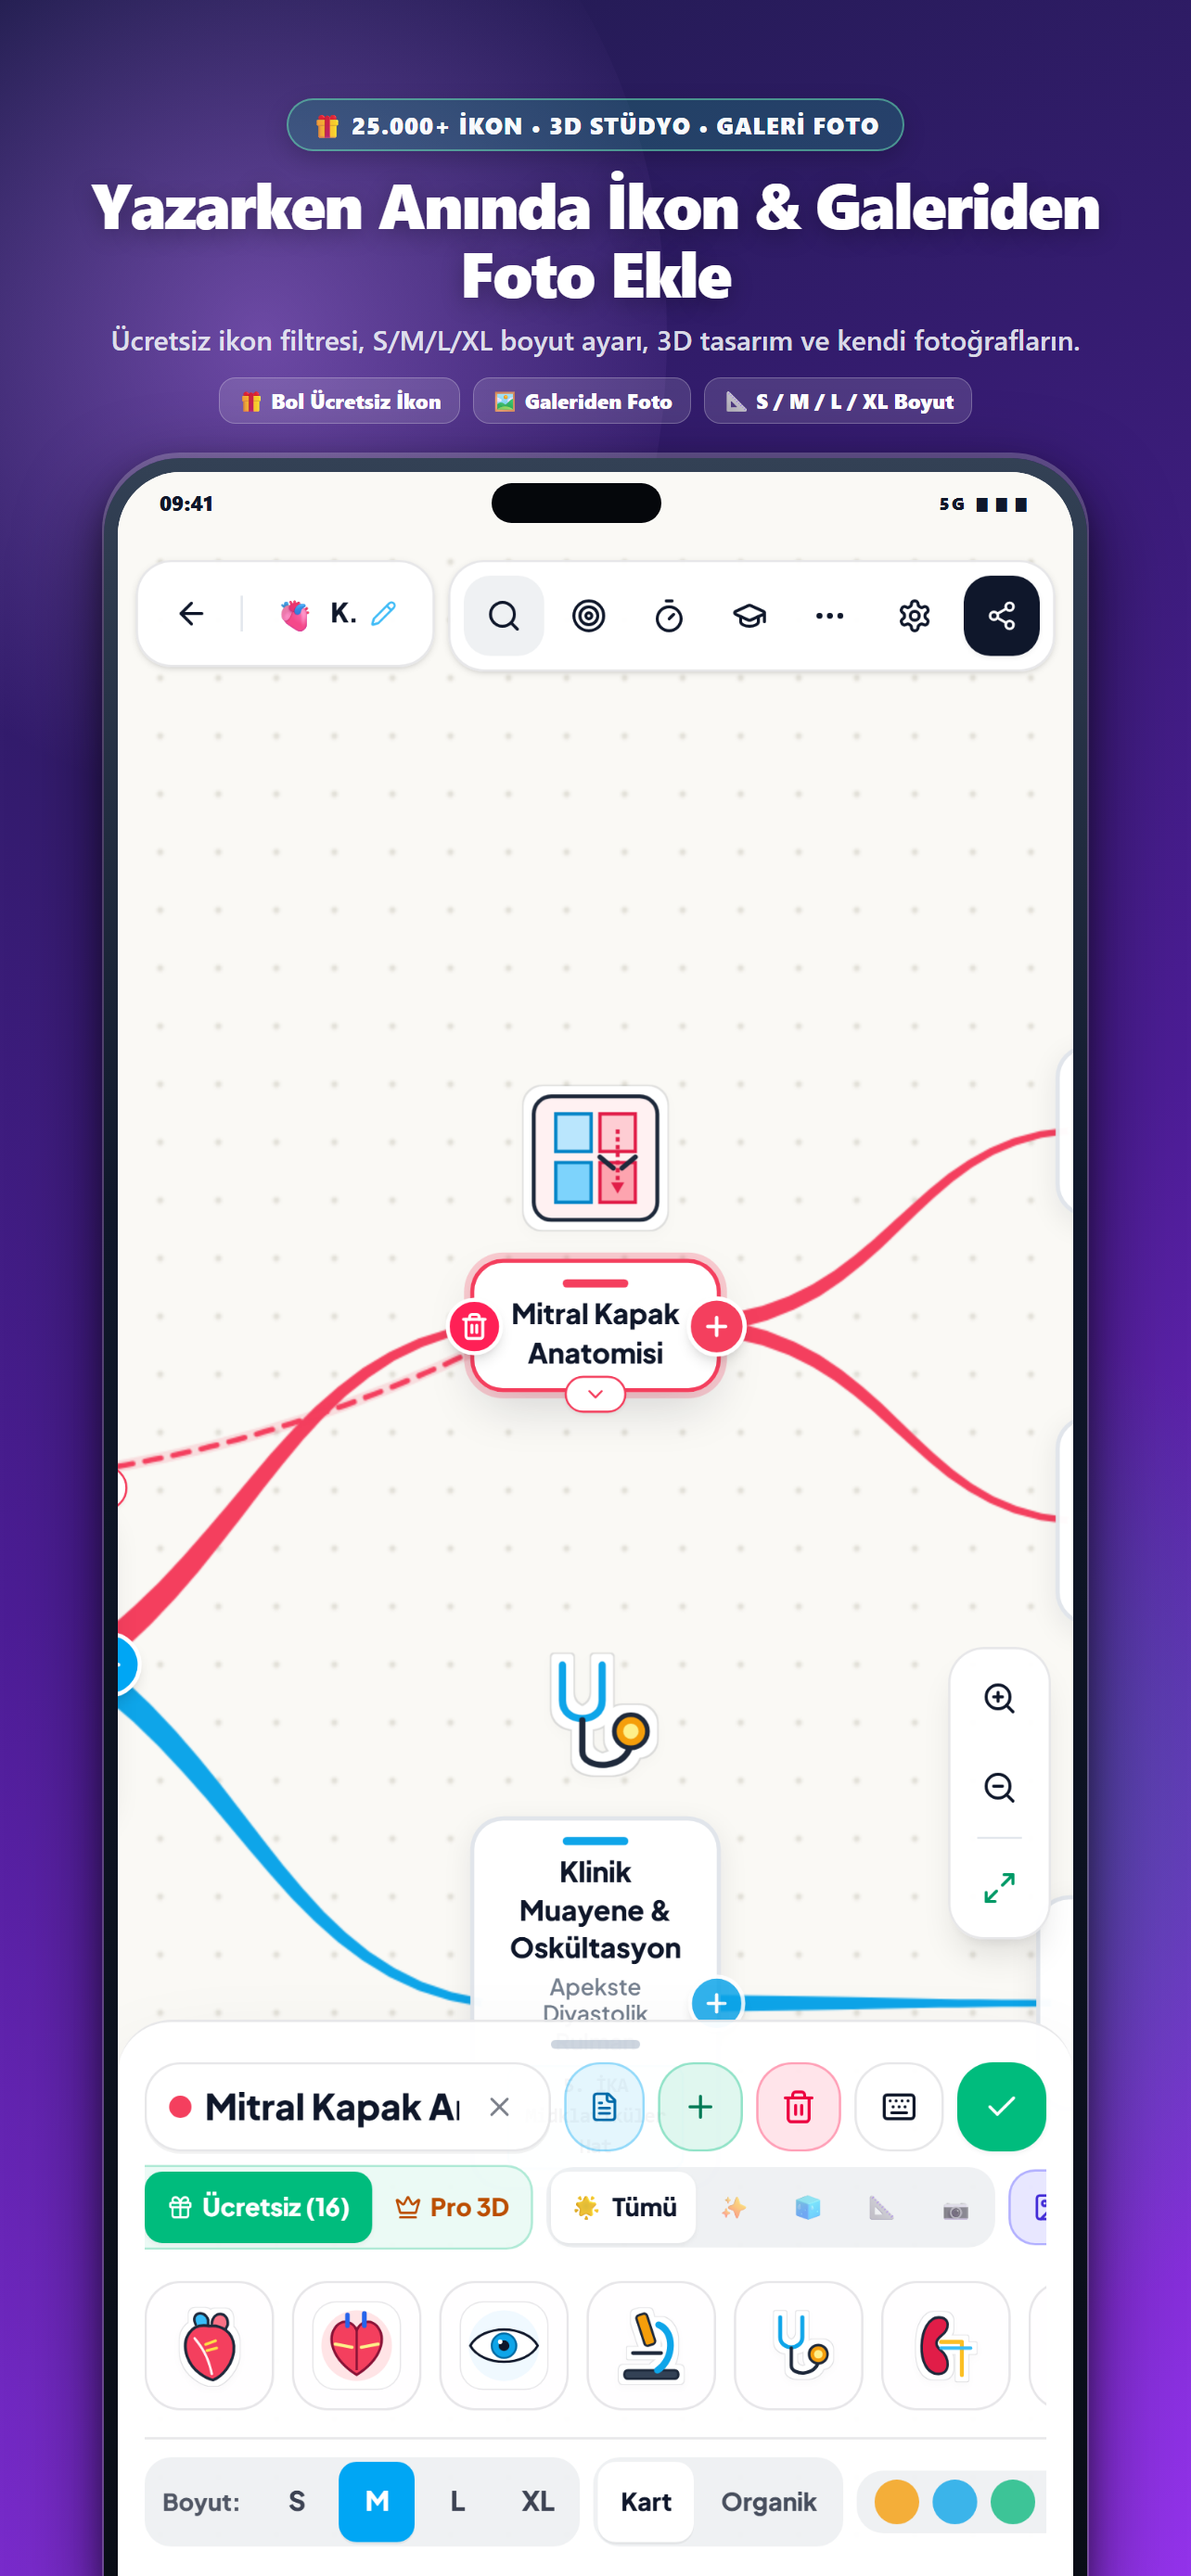 🎁 25.000+ İKON • 3D STÜDYO • GALERİ FOTO
Yazarken Anında İkon & Galeriden
Foto Ekle
Ücretsiz ikon filtresi, S/M/L/XL boyut ayarı, 3D tasarım ve kendi fotoğrafların.
🎁 Bol Ücretsiz İkon
🖼️ Galeriden Foto
📐 S / M / L / XL Boyut
09:41
5G
K.
Mitral Kapak
Anatomisi
Klinik
Muayene &
Oskültasyon
Apekste
Diyastolik
Mitral Kapak A
Ücretsiz (16)
Pro 3D
Tümü
Boyut:
S
M
L
XL
Kart
Organik